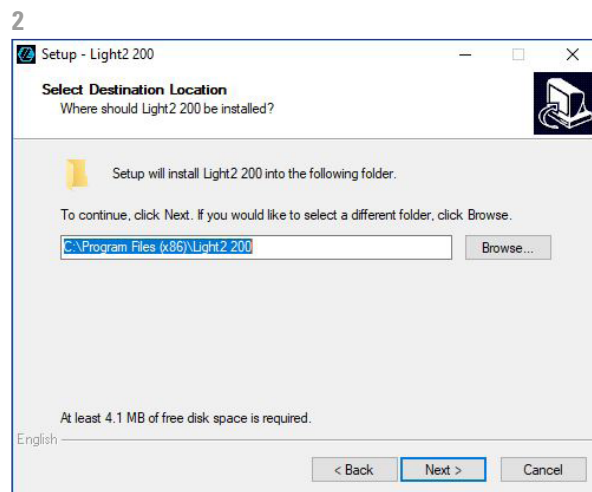 2
Setup - Light2 200
Select Destination Location
Where should Light2 200 be installed?
Setup will install Light2 200 into the following folder.
To continue, click Next. If you would like to select a different folder, click Browse.
C:\Program Files (x86)\Light2 200
Browse...
At least 4.1 MB of free disk space is required.
English
< Back Next > Cancel